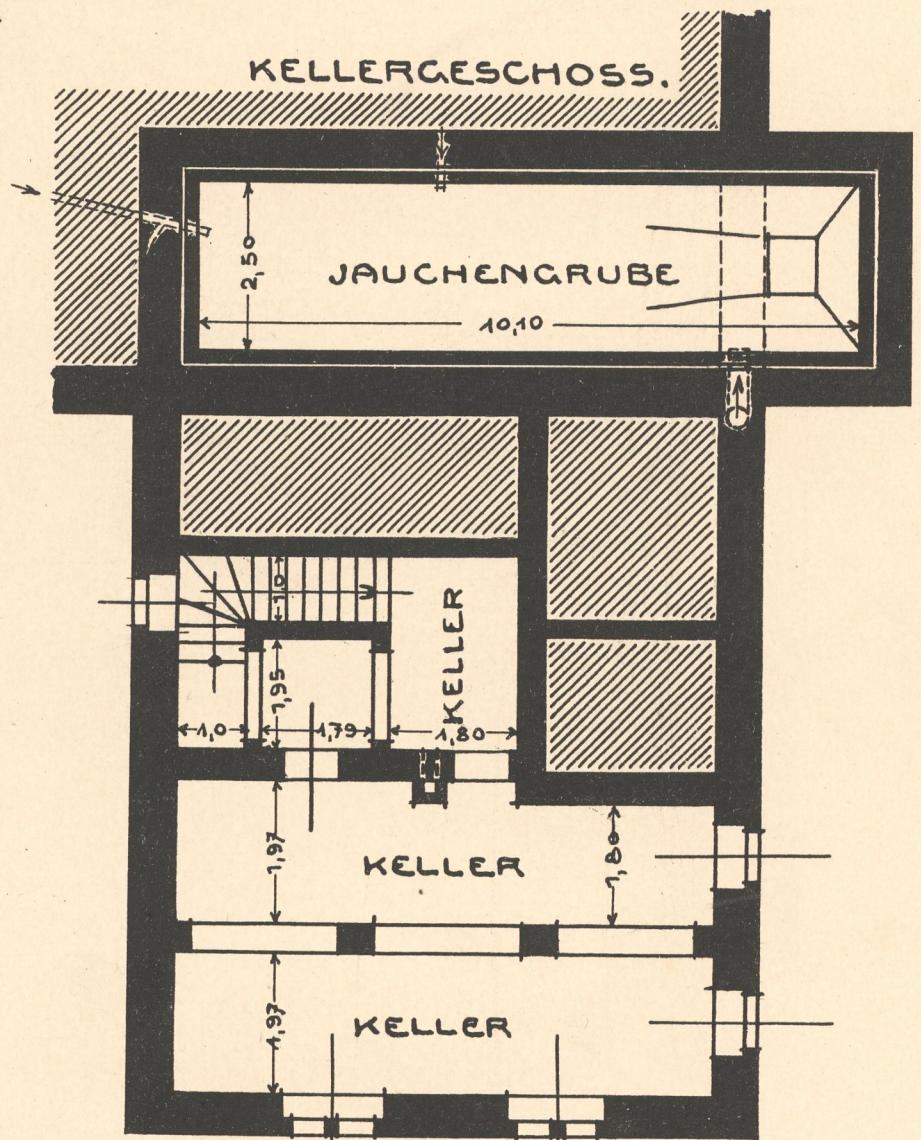 KELLERGESCHOSS.
2,50
JAUCHENGRUBE
10,10
1,0
KELLER
1,95
1,0
1,79
1,80
1,97
KELLER
1,80
1,97
KELLER